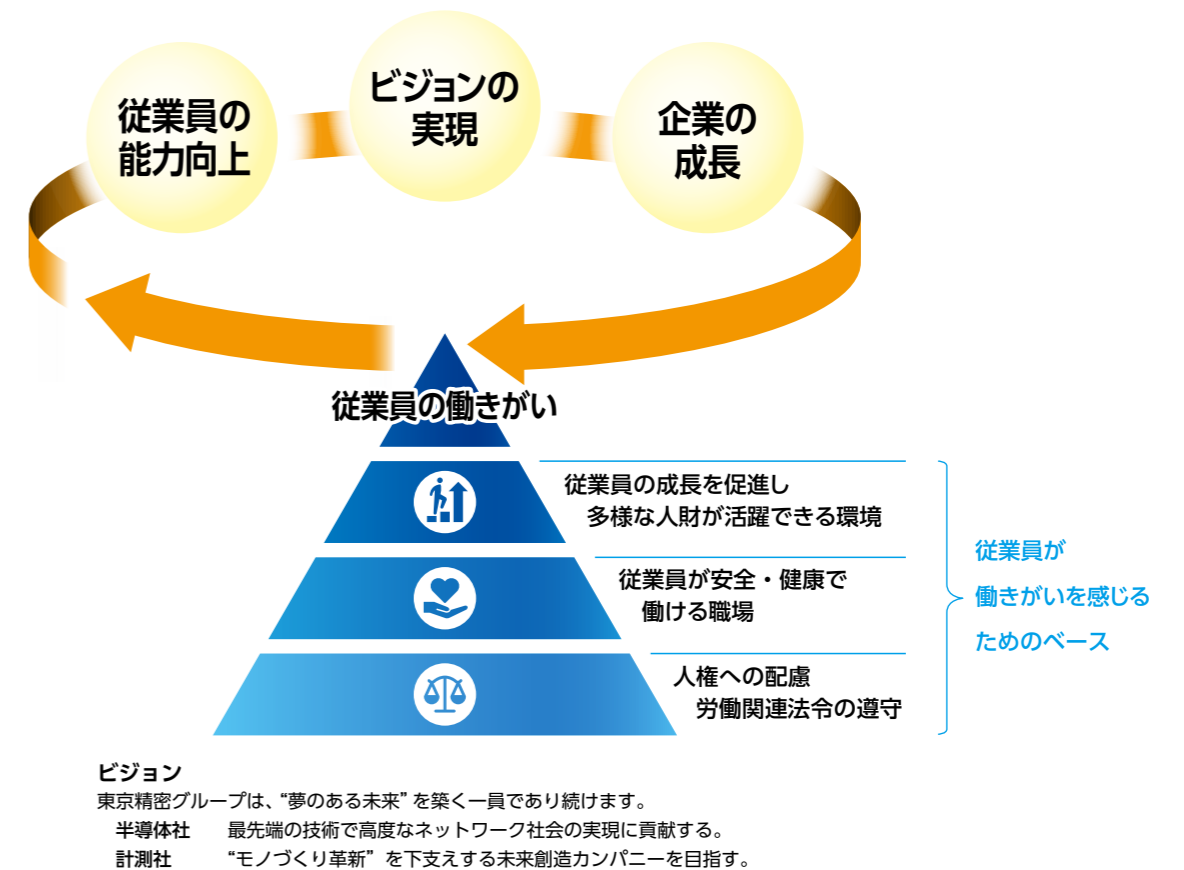 従業員の
能力向上
ビジョンの
実現
企業の
成長
従業員の働きがい
従業員の成長を促進し
多様な人財が活躍できる環境
従業員が安全・健康で
働ける職場
人権への配慮
労働関連法令の遵守
従業員が
働きがいを感じる
ためのベース
ビジョン
東京精密グループは、“夢のある未来” を築く一員であり続けます。
半導体社 最先端の技術で高度なネットワーク社会の実現に貢献する。
計測社 “モノづくり革新” を下支えする未来創造カンパニーを目指す。